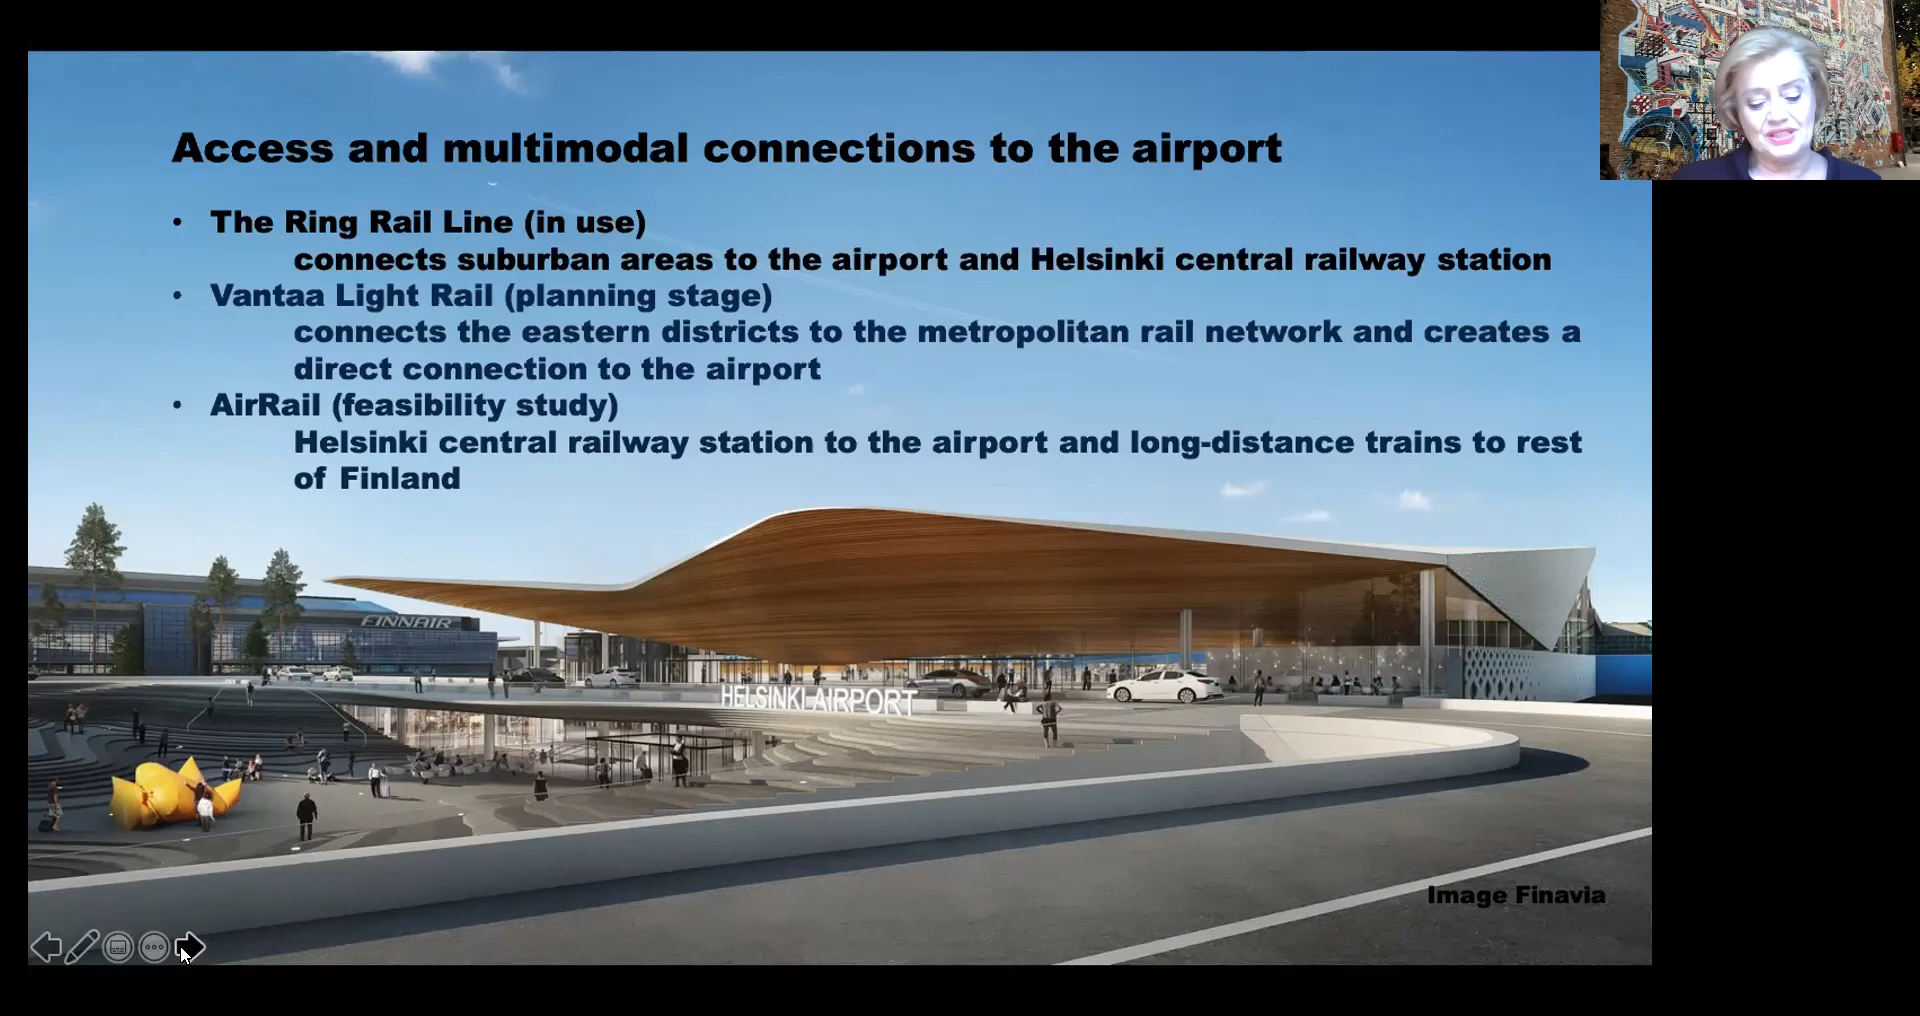 Access and multimodal connections to the airport
• The Ring Rail Line (in use)
connects suburban areas to the airport and Helsinki central railway station
• Vantaa Light Rail (planning stage)
connects the eastern districts to the metropolitan rail network and creates a
direct connection to the airport
• AirRail (feasibility study)
Helsinki central railway station to the airport and long-distance trains to rest
of Finland
FINNAIR
HELSINKI AIRPORT
Image Finavia